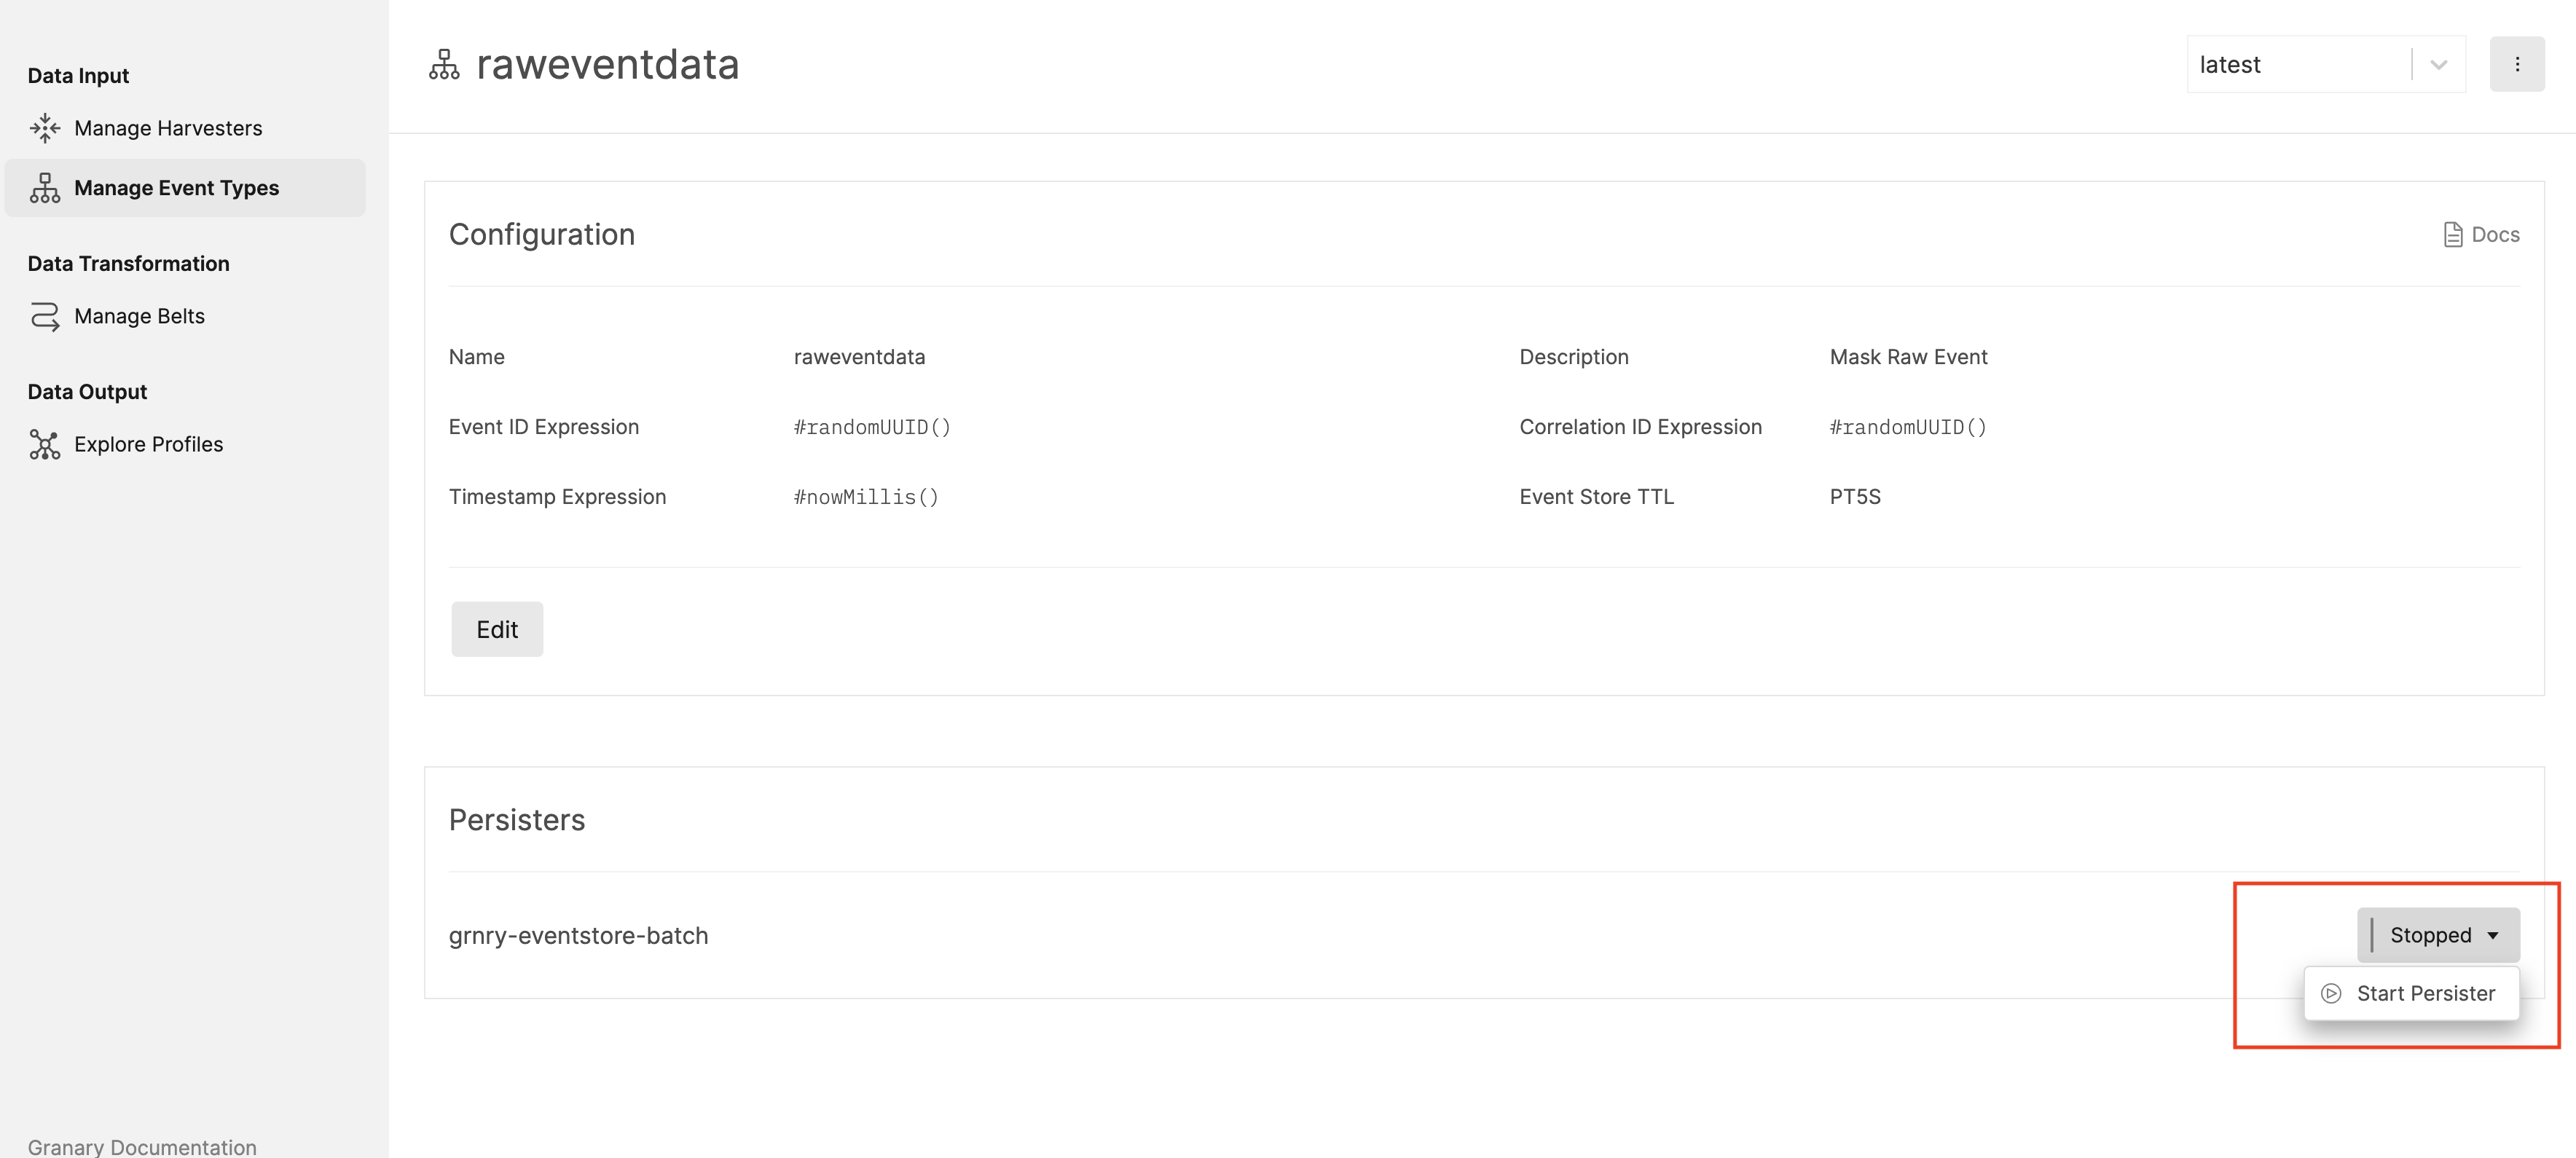 Data Input
Manage Harvesters
Manage Event Types
Data Transformation
Manage Belts
Data Output
Explore Profiles
Granary Documentation
raweventdata
latest
Configuration
Docs
Name raweventdata Description Mask Raw Event
Event ID Expression #randomUUID() Correlation ID Expression #randomUUID()
Timestamp Expression #nowMillis() Event Store TTL PT5S
Edit
Persisters
grnry-eventstore-batch
Stopped
Start Persister